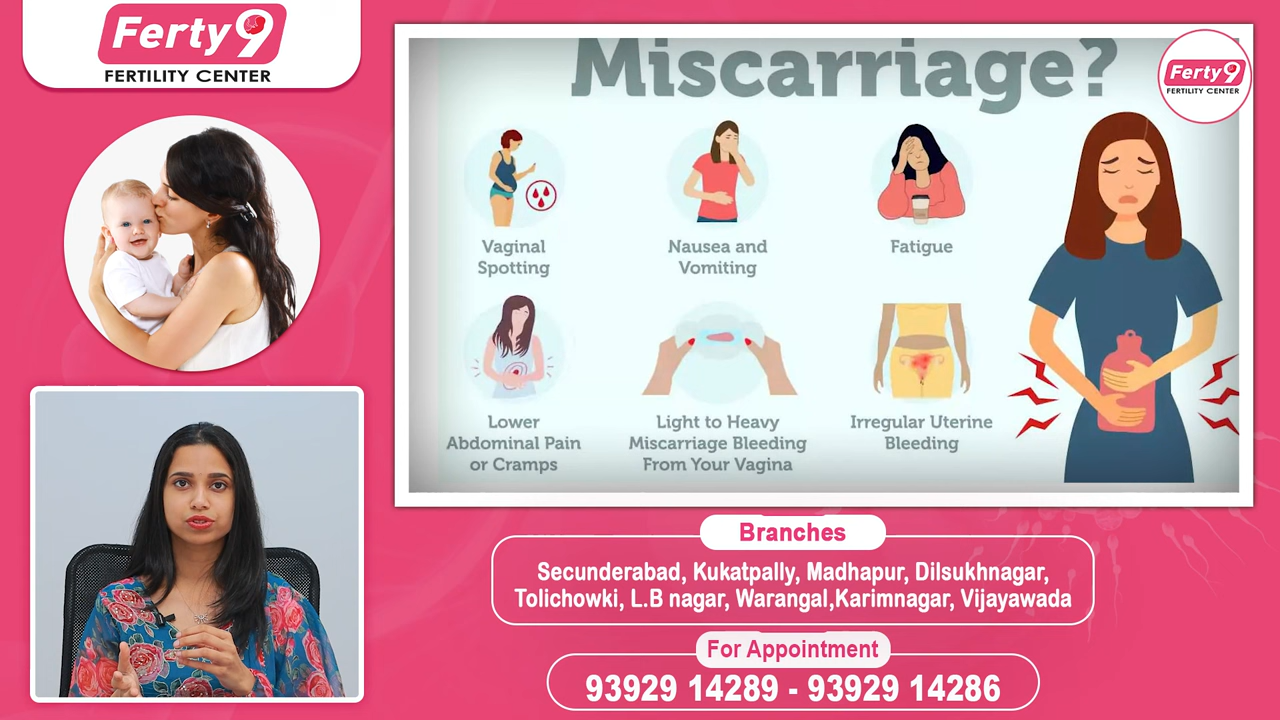 Ferty9
FERTILITY CENTER
Miscarriage?
Ferty9
FERTILITY CENTER
Vaginal
Spotting
Nausea and
Vomiting
Fatigue
Lower
Abdominal Pain
or Cramps
Light to Heavy
Miscarriage Bleeding
From Your Vagina
Irregular Uterine
Bleeding
Branches
Secunderabad, Kukatpally, Madhapur, Dilsukhnagar,
Tolichowki, L.B nagar, Warangal,Karimnagar, Vijayawada
For Appointment
93929 14289 - 93929 14286